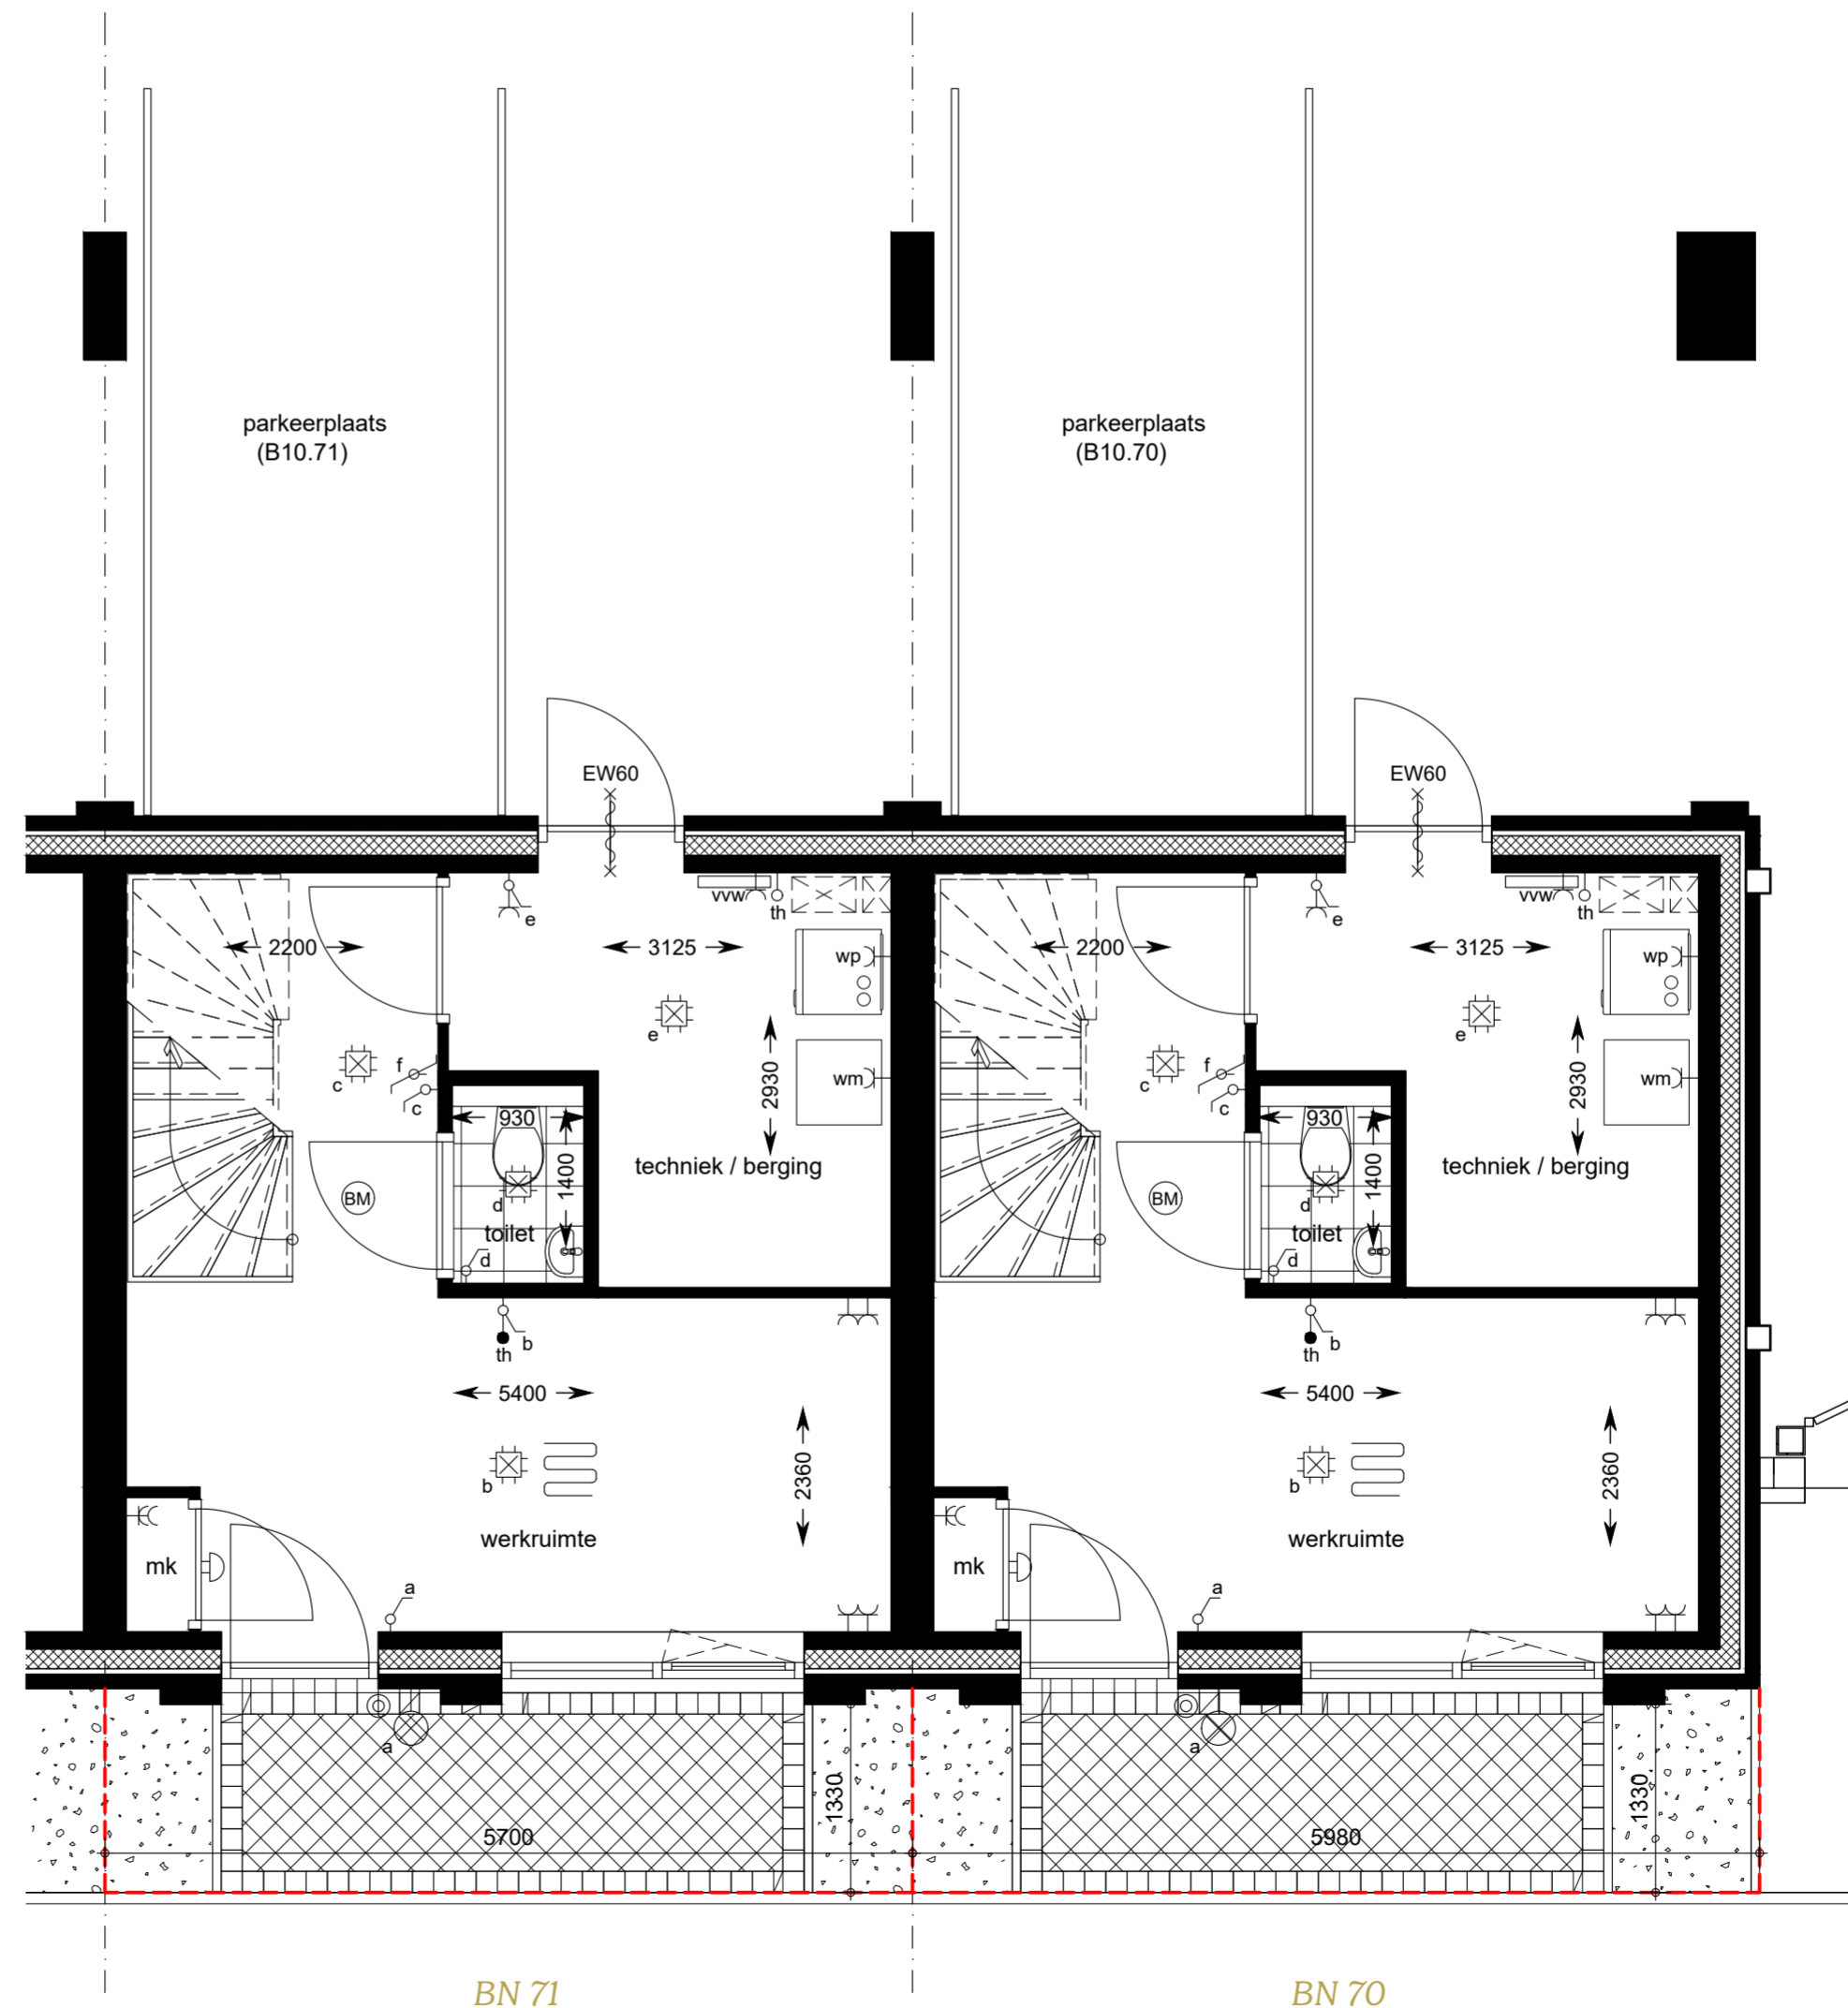 parkeerplaats
(B10.71)
parkeerplaats
(B10.70)
EW60
EW60
vvw
th
e
2200
3125
wp
e
c
f
c
2930
wm
930
1400
techniek / berging
BM
d
toilet
d
b
th
5400
2360
b
werkruimte
mk
a
a
1330
5700
vvw
th
e
2200
3125
wp
e
c
f
c
2930
wm
930
1400
techniek / berging
BM
d
toilet
d
b
th
5400
2360
b
werkruimte
mk
a
a
1330
5980
BN 71
BN 70